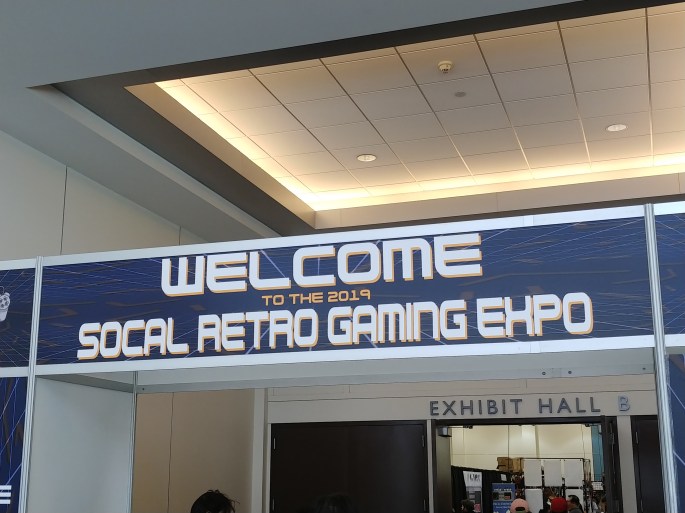 WELCOME
TO THE 2019
SOCAL RETRO GAMING EXPO
EXHIBIT HALL B